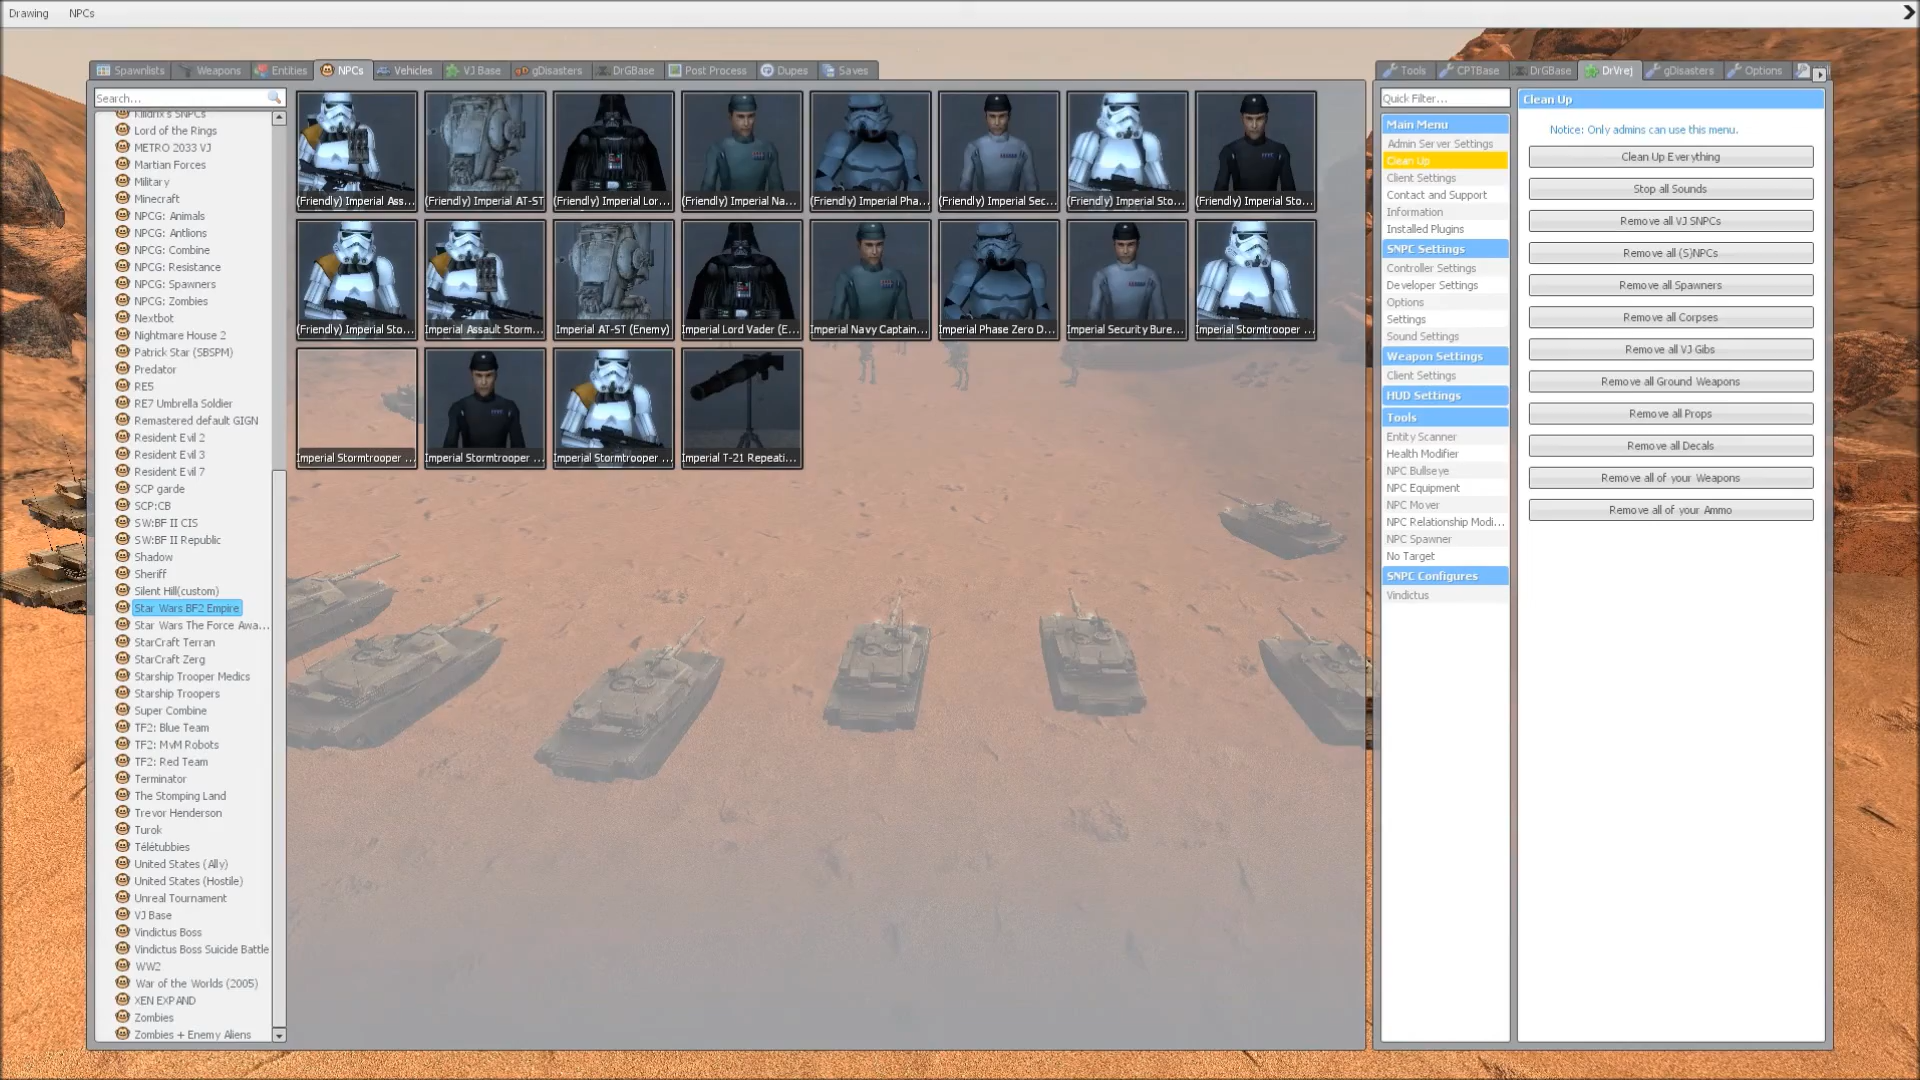 Drawing NPCs
Spawnlists Weapons Entities NPCs Vehicles VJ Base gDisasters DrGBase Post Process Dupes Saves
Search...
Killdrix's SNPCs
Lord of the Rings
METRO 2033 VJ
Martian Forces
Military
Minecraft
NPCG: Animals
NPCG: Antlions
NPCG: Combine
NPCG: Resistance
NPCG: Spawners
NPCG: Zombies
Nextbot
Nightmare House 2
Patrick Star (SBSPM)
Predator
RE5
RE7 Umbrella Soldier
Remastered default GIGN
Resident Evil 2
Resident Evil 3
Resident Evil 7
SCP garde
SCP:CB
SW:BF II CIS
SW:BF II Republic
Shadow
Sheriff
Silent Hill(custom)
Star Wars BF2 Empire
Star Wars The Force Awa...
StarCraft Terran
StarCraft Zerg
Starship Trooper Medics
Starship Troopers
Super Combine
TF2: Blue Team
TF2: MvM Robots
TF2: Red Team
Terminator
The Stomping Land
Trevor Henderson
Turok
Télétubbies
United States (Ally)
United States (Hostile)
Unreal Tournament
VJ Base
Vindictus Boss
Vindictus Boss Suicide Battle
WW2
War of the Worlds (2005)
XEN EXPAND
Zombies
Zombies + Enemy Aliens
(Friendly) Imperial Ass...
(Friendly) Imperial AT-ST
(Friendly) Imperial Lor...
(Friendly) Imperial Na...
(Friendly) Imperial Pha...
(Friendly) Imperial Sec...
(Friendly) Imperial Sto...
(Friendly) Imperial Sto...
(Friendly) Imperial Sto...
Imperial Assault Storm...
Imperial AT-ST (Enemy)
Imperial Lord Vader (E...
Imperial Navy Captain...
Imperial Phase Zero D...
Imperial Security Bure...
Imperial Stormtrooper ...
Imperial Stormtrooper ...
Imperial Stormtrooper ...
Imperial Stormtrooper ...
Imperial T-21 Repeati...
Tools CPTBase DrGBase DrVrej gDisasters Options
Quick Filter...
Main Menu
Admin Server Settings
Clean Up
Client Settings
Contact and Support
Information
Installed Plugins
SNPC Settings
Controller Settings
Developer Settings
Options
Settings
Sound Settings
Weapon Settings
Client Settings
HUD Settings
Tools
Entity Scanner
Health Modifier
NPC Bullseye
NPC Equipment
NPC Mover
NPC Relationship Modi...
NPC Spawner
No Target
SNPC Configures
Vindictus
Clean Up
Notice: Only admins can use this menu.
Clean Up Everything
Stop all Sounds
Remove all VJ SNPCs
Remove all (S)NPCs
Remove all Spawners
Remove all Corpses
Remove all VJ Gibs
Remove all Ground Weapons
Remove all Props
Remove all Decals
Remove all of your Weapons
Remove all of your Ammo